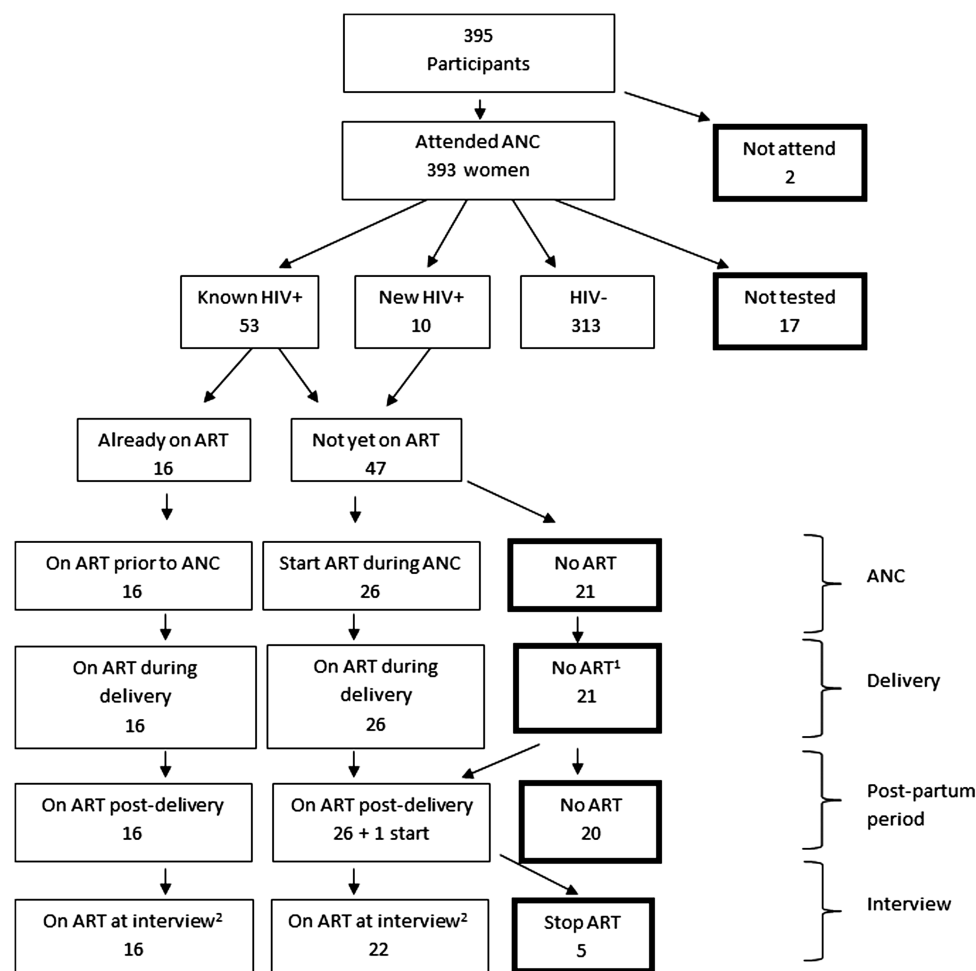 395
Participants
Attended ANC
393 women
Not attend
2
Known HIV+
53
New HIV+
10
HIV-
313
Not tested
17
Already on ART
16
Not yet on ART
47
On ART prior to ANC
16
Start ART during ANC
26
No ART
21
ANC
On ART during
delivery
16
On ART during
delivery
26
No ART¹
21
Delivery
On ART post-delivery
16
On ART post-delivery
26 + 1 start
No ART
20
Post-partum
period
On ART at interview²
16
On ART at interview²
22
Stop ART
5
Interview